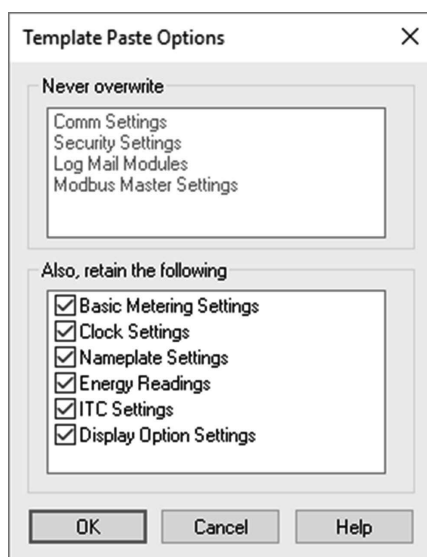 Template Paste Options
Never overwrite
Comm Settings
Security Settings
Log Mail Modules
Modbus Master Settings
Also, retain the following
Basic Metering Settings
Clock Settings
Nameplate Settings
Energy Readings
ITC Settings
Display Option Settings
OK Cancel Help